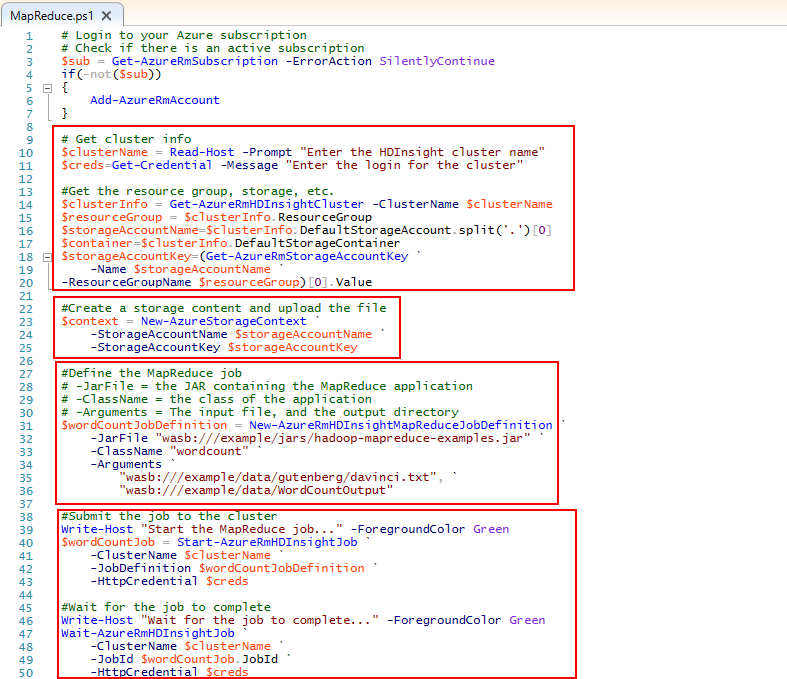 MapReduce.ps1
1 # Login to your Azure subscription
2 # Check if there is an active subscription
3 $sub = Get-AzureRmSubscription -ErrorAction SilentlyContinue
4 if(-not($sub))
5 {
6     Add-AzureRmAccount
7 }
8
9 # Get cluster info
10 $clusterName = Read-Host -Prompt "Enter the HDInsight cluster name"
11 $creds=Get-Credential -Message "Enter the login for the cluster"
12
13 #Get the resource group, storage, etc.
14 $clusterInfo = Get-AzureRmHDInsightCluster -ClusterName $clusterName
15 $resourceGroup = $clusterInfo.ResourceGroup
16 $storageAccountName=$clusterInfo.DefaultStorageAccount.split('.')[0]
17 $container=$clusterInfo.DefaultStorageContainer
18 $storageAccountKey=(Get-AzureRmStorageAccountKey `
19     -Name $storageAccountName `
20 -ResourceGroupName $resourceGroup)[0].Value
21
22 #Create a storage content and upload the file
23 $context = New-AzureStorageContext `
24     -StorageAccountName $storageAccountName `
25     -StorageAccountKey $storageAccountKey
26
27 #Define the MapReduce job
28 # -JarFile = the JAR containing the MapReduce application
29 # -ClassName = the class of the application
30 # -Arguments = The input file, and the output directory
31 $wordCountJobDefinition = New-AzureRmHDInsightMapReduceJobDefinition `
32     -JarFile "wasb:///example/jars/hadoop-mapreduce-examples.jar" `
33     -ClassName "wordcount" `
34     -Arguments `
35         "wasb:///example/data/gutenberg/davinci.txt", `
36         "wasb:///example/data/WordCountOutput"
37
38 #Submit the job to the cluster
39 Write-Host "Start the MapReduce job..." -ForegroundColor Green
40 $wordCountJob = Start-AzureRmHDInsightJob `
41     -ClusterName $clusterName `
42     -JobDefinition $wordCountJobDefinition `
43     -HttpCredential $creds
44
45 #Wait for the job to complete
46 Write-Host "Wait for the job to complete..." -ForegroundColor Green
47 Wait-AzureRmHDInsightJob `
48     -ClusterName $clusterName `
49     -JobId $wordCountJob.JobId `
50     -HttpCredential $creds